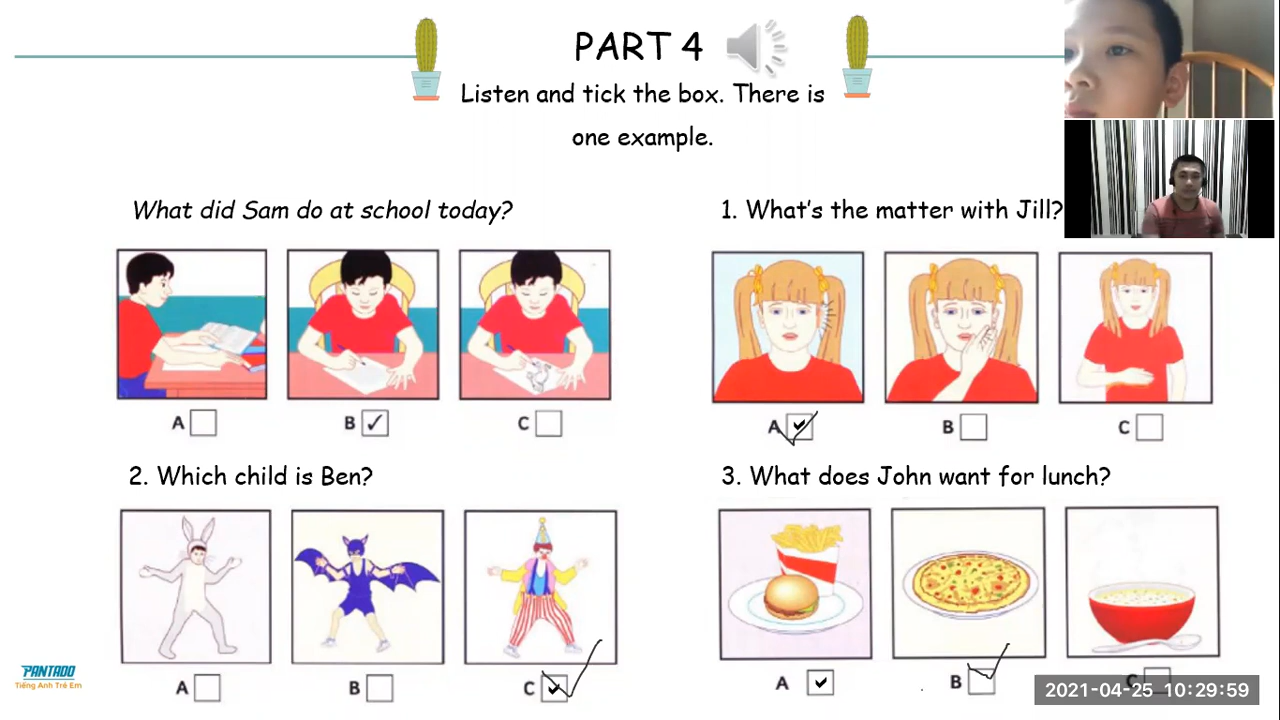 PART 4
Listen and tick the box. There is
one example.
What did Sam do at school today?
A
B
C
1. What's the matter with Jill?
A
B
C
2. Which child is Ben?
A
B
C
3. What does John want for lunch?
A
B
C
PANTADO
Tiếng Anh Trẻ Em
2021-04-25 10:29:59